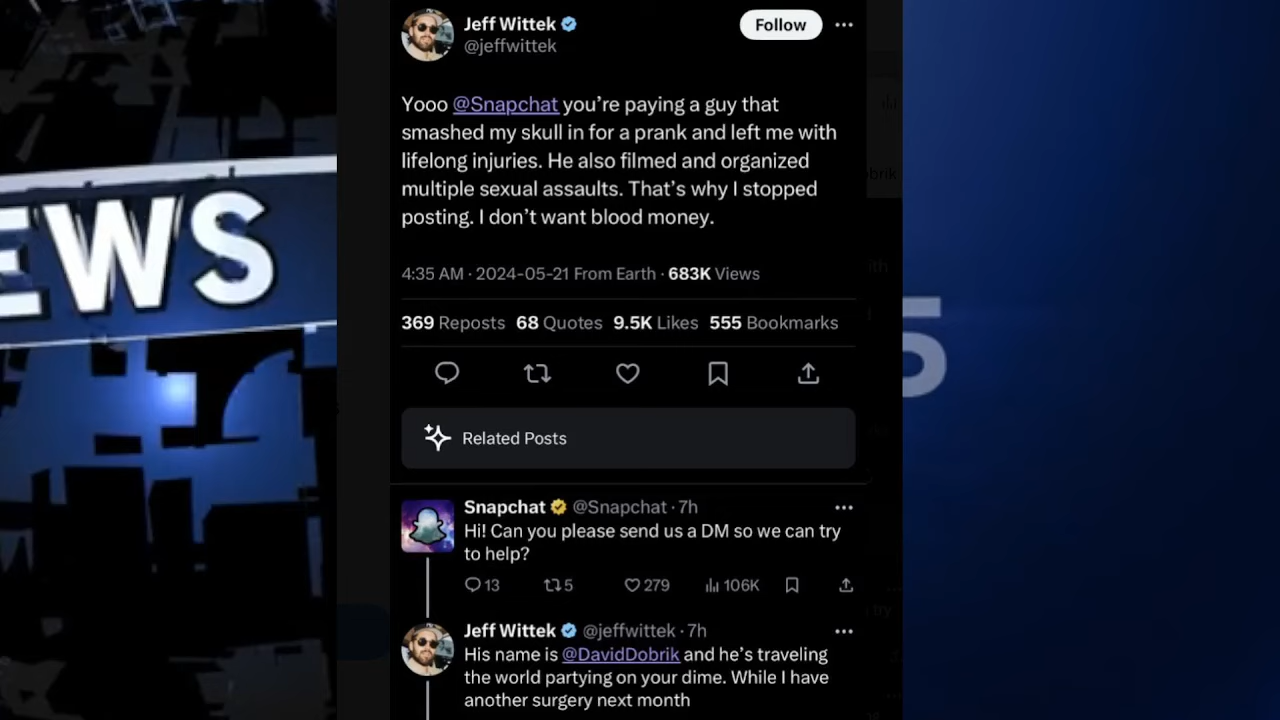 EWS
Jeff Wittek
Follow
@jeffwittek
Yooo @Snapchat you’re paying a guy that
smashed my skull in for a prank and left me with
lifelong injuries. He also filmed and organized
multiple sexual assaults. That’s why I stopped
posting. I don’t want blood money.
4:35 AM · 2024-05-21 From Earth · 683K Views
369 Reposts 68 Quotes 9.5K Likes 555 Bookmarks
Related Posts
Snapchat @Snapchat · 7h
Hi! Can you please send us a DM so we can try
to help?
13 5 279 106K
Jeff Wittek @jeffwittek · 7h
His name is @DavidDobrik and he’s traveling
the world partying on your dime. While I have
another surgery next month
5